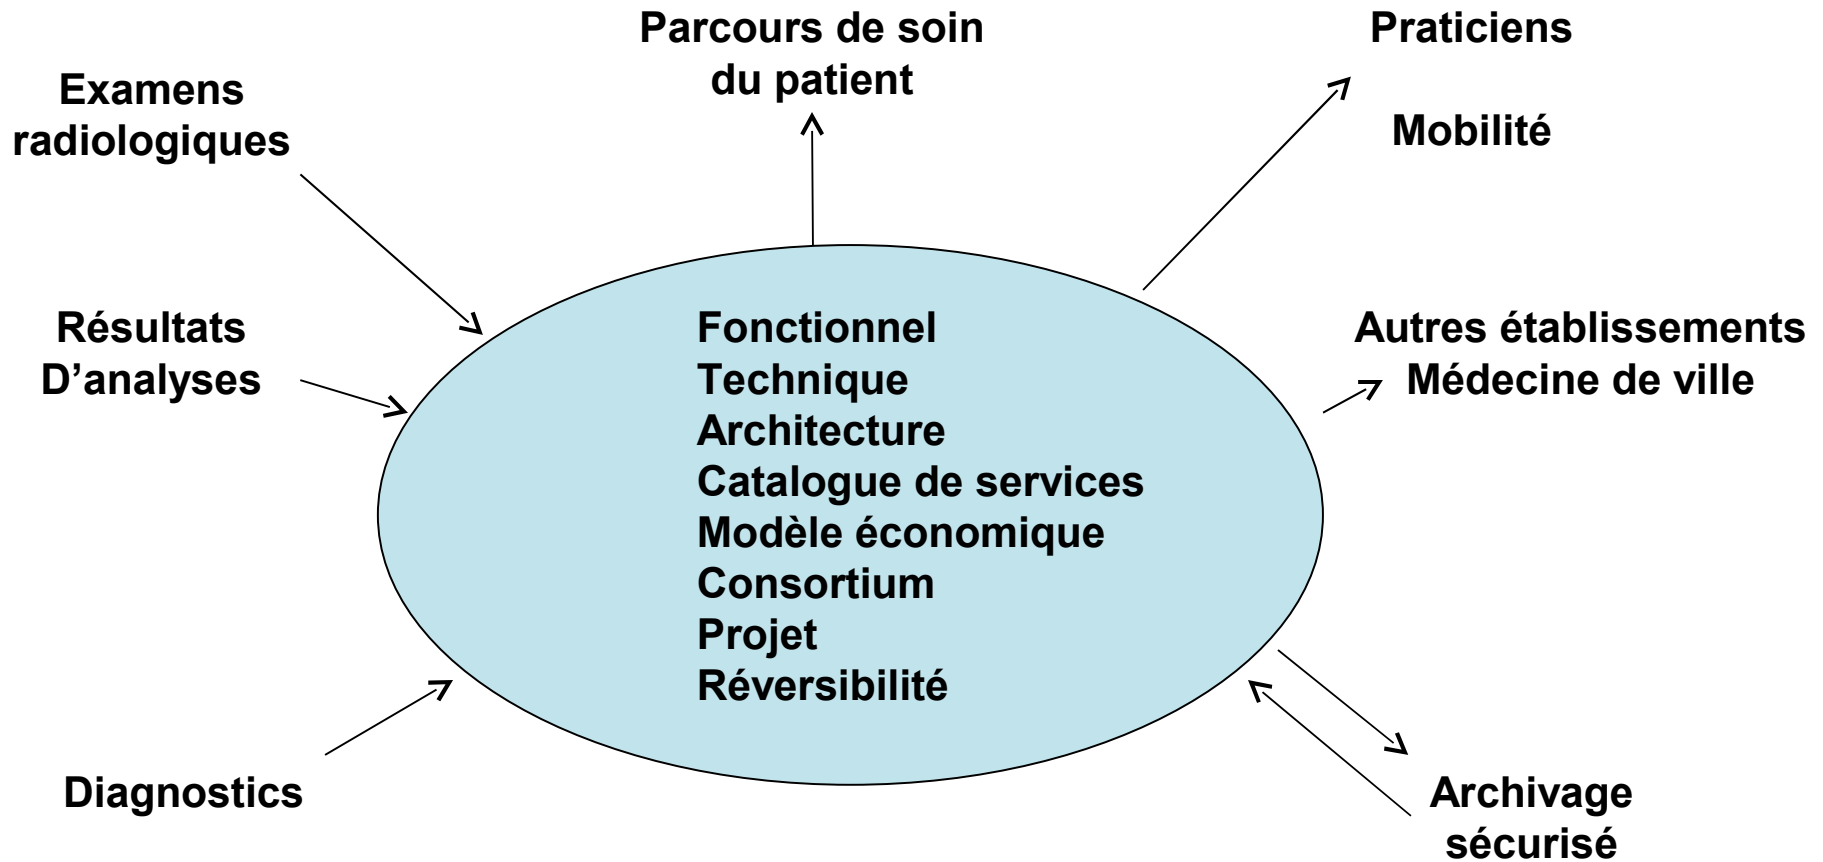 Parcours de soin
du patient
Praticiens
Mobilité
Examens
radiologiques
Résultats
D’analyses
Fonctionnel
Technique
Architecture
Catalogue de services
Modèle économique
Consortium
Projet
Réversibilité
Autres établissements
Médecine de ville
Diagnostics
Archivage
sécurisé